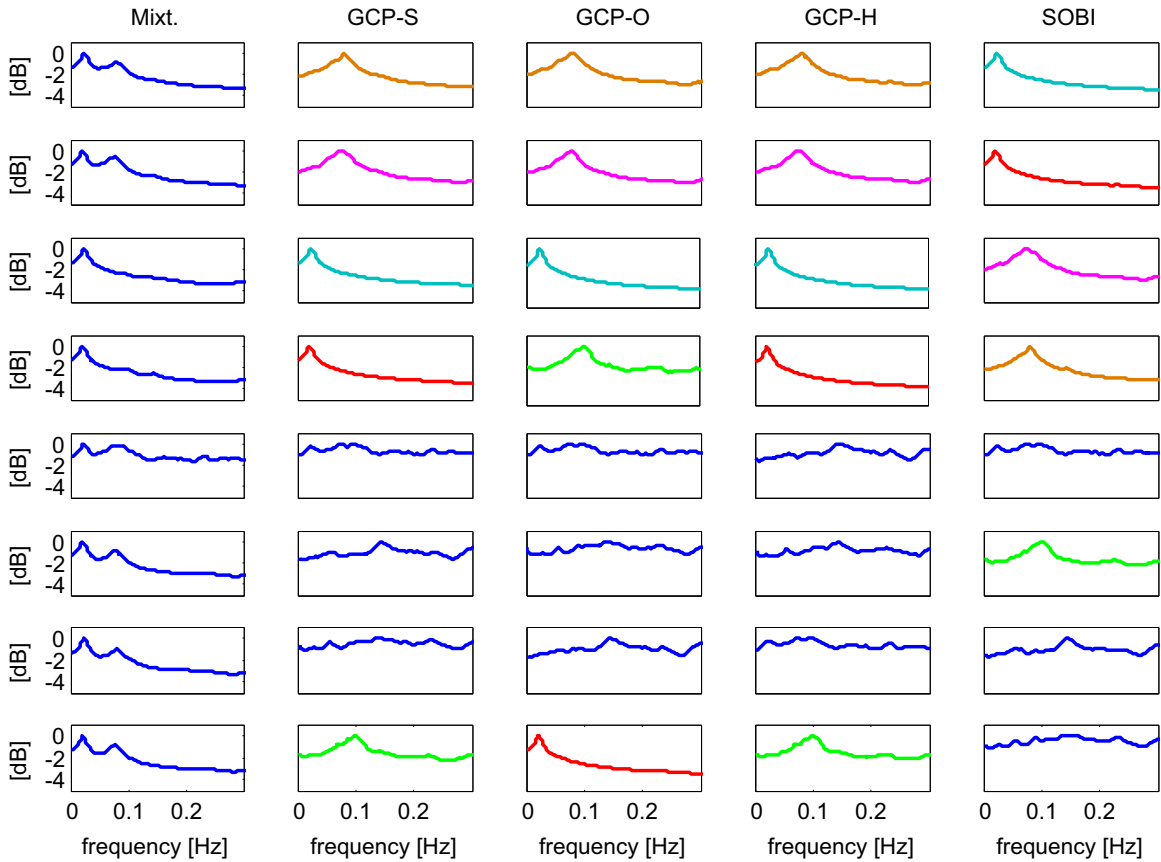 Mixt. GCP-S GCP-O GCP-H SOBI
[dB] 0 -2 -4
[dB] 0 -2 -4
[dB] 0 -2 -4
[dB] 0 -2 -4
[dB] 0 -2 -4
[dB] 0 -2 -4
[dB] 0 -2 -4
[dB] 0 -2 -4
0 0.1 0.2 0 0.1 0.2 0 0.1 0.2 0 0.1 0.2 0 0.1 0.2
frequency [Hz] frequency [Hz] frequency [Hz] frequency [Hz] frequency [Hz]